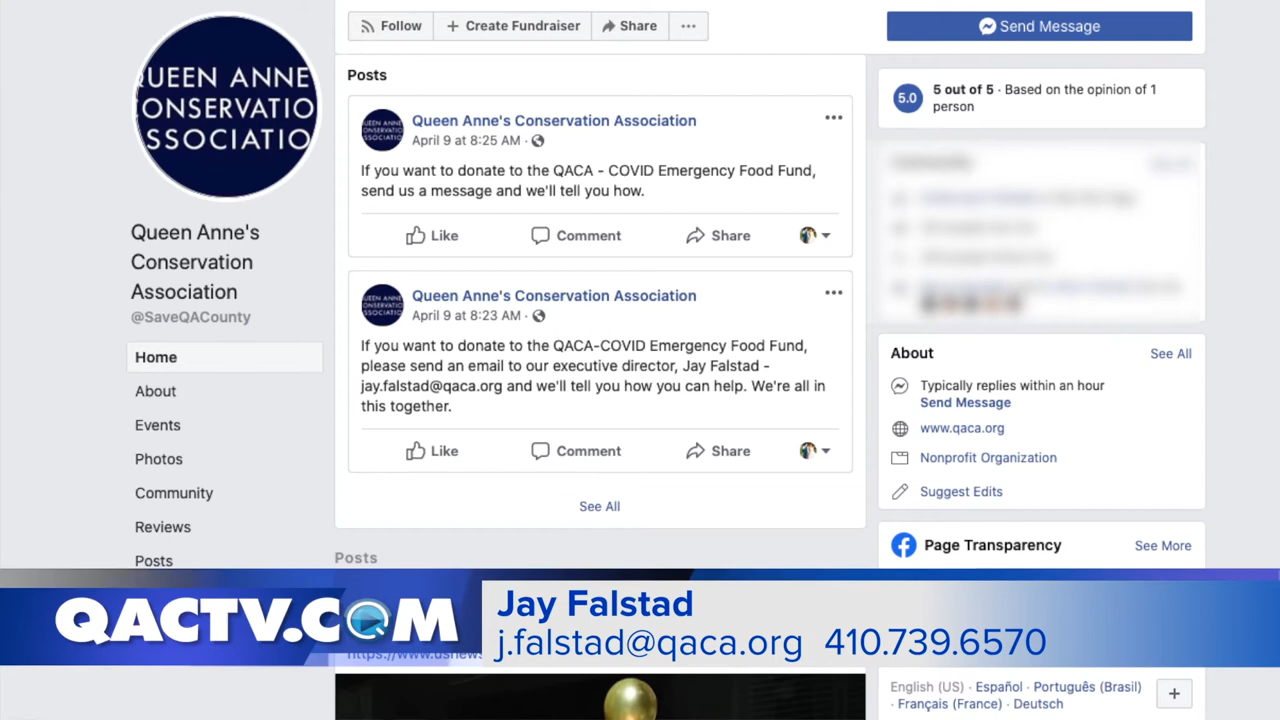 Follow
+ Create Fundraiser
Share
...
Send Message
QUEEN ANNE
CONSERVATIO
ASSOCIATIO
Queen Anne's
Conservation
Association
@SaveQACounty
Home
About
Events
Photos
Community
Reviews
Posts
Posts
Queen Anne's Conservation Association
April 9 at 8:25 AM ·
If you want to donate to the QACA - COVID Emergency Food Fund,
send us a message and we'll tell you how.
Like Comment Share
Queen Anne's Conservation Association
April 9 at 8:23 AM ·
If you want to donate to the QACA-COVID Emergency Food Fund,
please send an email to our executive director, Jay Falstad -
jay.falstad@qaca.org and we'll tell you how you can help. We're all in
this together.
Like Comment Share
See All
Posts
5.0
5 out of 5 · Based on the opinion of 1
person
About
See All
Typically replies within an hour
Send Message
www.qaca.org
Nonprofit Organization
Suggest Edits
Page Transparency
See More
QACTV.COM
Jay Falstad
j.falstad@qaca.org 410.739.6570
English (US) · Español · Português (Brasil)
· Français (France) · Deutsch
+